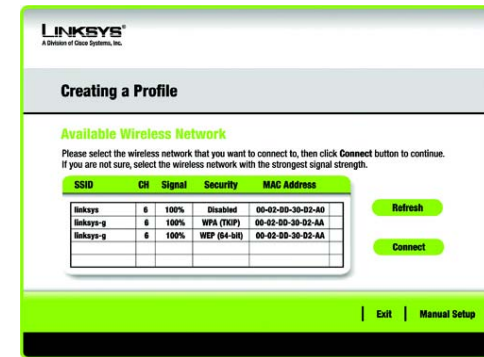 LINKSYS®
A Division of Cisco Systems, Inc.
Creating a Profile
Available Wireless Network
Please select the wireless network that you want to connect to, then click Connect button to continue.
If you are not sure, select the wireless network with the strongest signal strength.
SSID CH Signal Security MAC Address
linksys 6 100% Disabled 00-02-DD-30-D2-A0
linksys-g 6 100% WPA (TKIP) 00-02-DD-30-D2-AA
linksys-g 6 100% WEP (64-bit) 00-02-DD-30-D2-AA
Refresh
Connect
Exit | Manual Setup